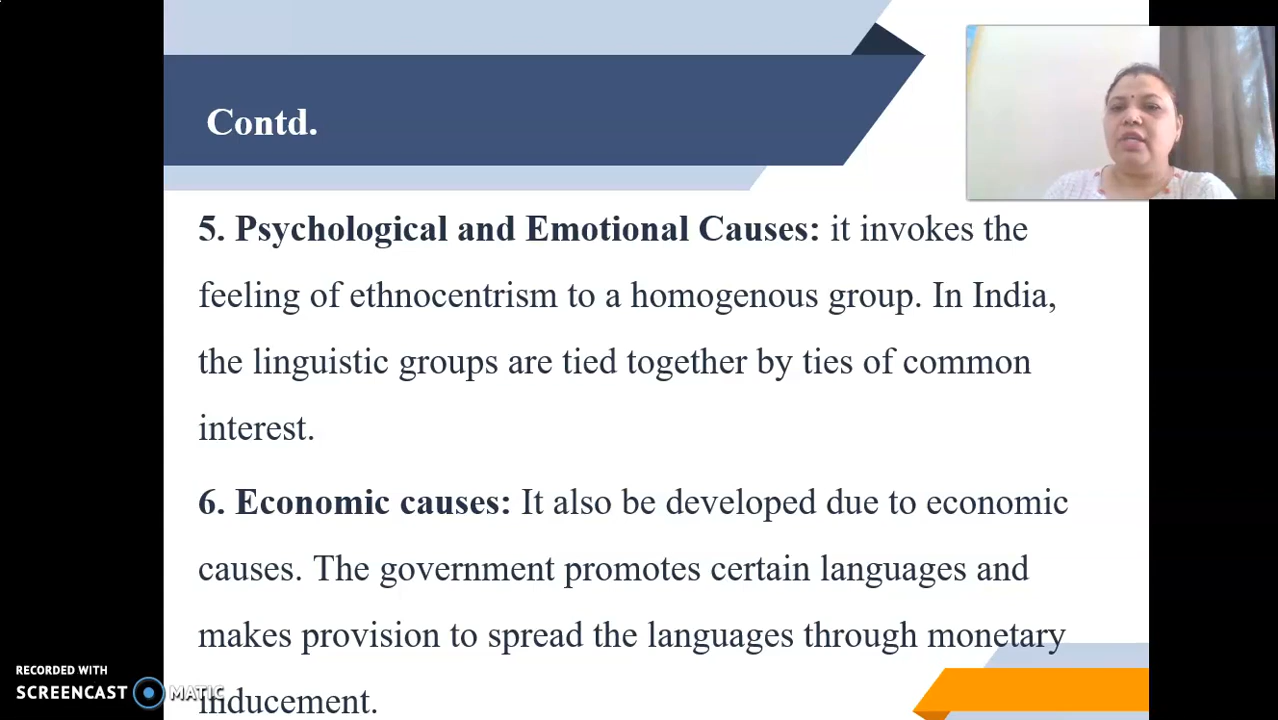 Contd.
5. Psychological and Emotional Causes: it invokes the
feeling of ethnocentrism to a homogenous group. In India,
the linguistic groups are tied together by ties of common
interest.
6. Economic causes: It also be developed due to economic
causes. The government promotes certain languages and
makes provision to spread the languages through monetary
inducement.
RECORDED WITH
SCREENCAST MATIC